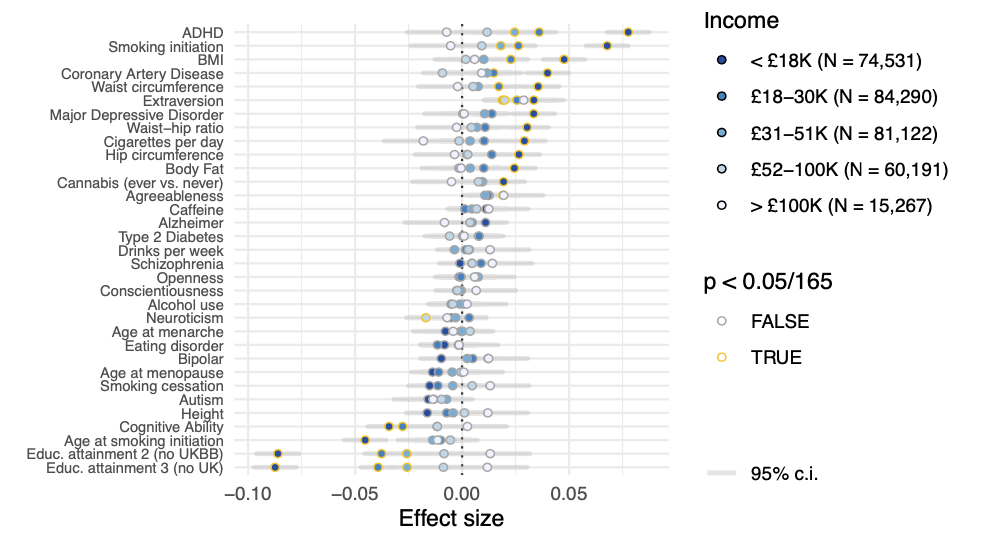 ADHD
Smoking initiation
BMI
Coronary Artery Disease
Waist circumference
Extraversion
Major Depressive Disorder
Waist−hip ratio
Cigarettes per day
Hip circumference
Body Fat
Cannabis (ever vs. never)
Agreeableness
Caffeine
Alzheimer
Type 2 Diabetes
Drinks per week
Schizophrenia
Openness
Conscientiousness
Alcohol use
Neuroticism
Age at menarche
Eating disorder
Bipolar
Age at menopause
Smoking cessation
Autism
Height
Cognitive Ability
Age at smoking initiation
Educ. attainment 2 (no UKBB)
Educ. attainment 3 (no UK)
−0.10 −0.05 0.00 0.05
Effect size
Income
< £18K (N = 74,531)
£18−30K (N = 84,290)
£31−51K (N = 81,122)
£52−100K (N = 60,191)
> £100K (N = 15,267)
p < 0.05/165
FALSE
TRUE
95% c.i.